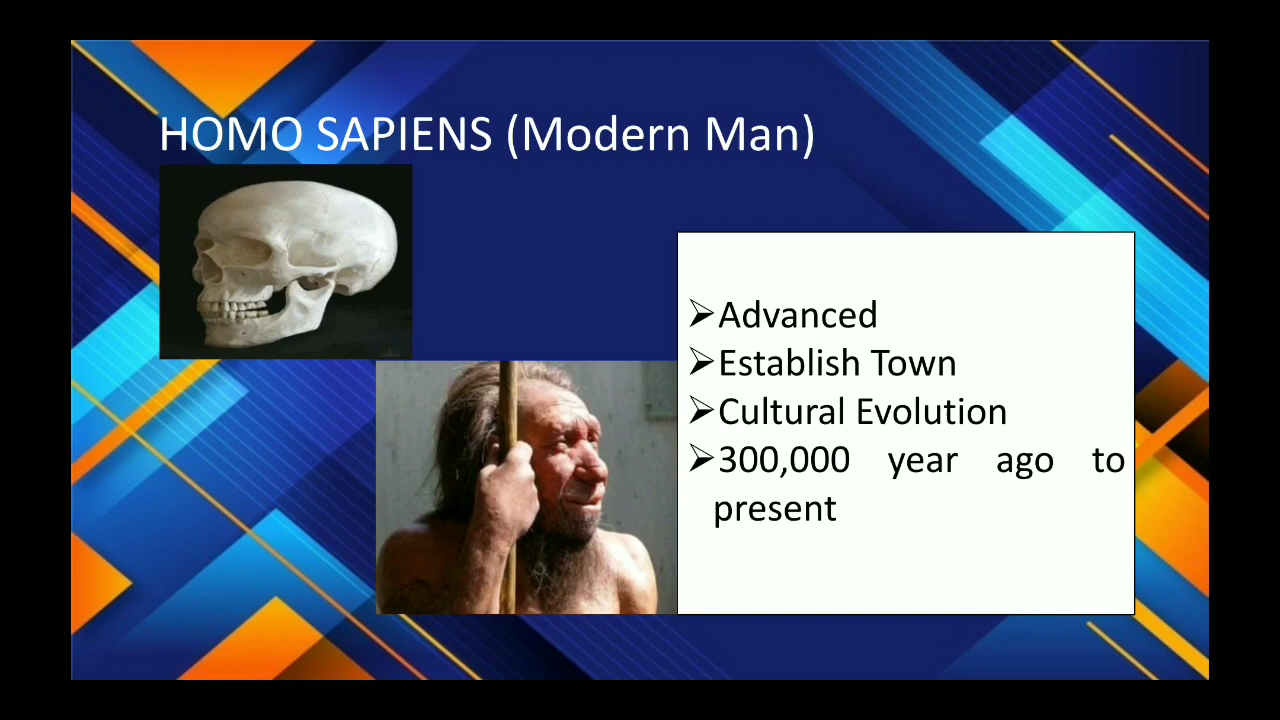 HOMO SAPIENS (Modern Man)
➢Advanced
➢Establish Town
➢Cultural Evolution
➢300,000 year ago to
present